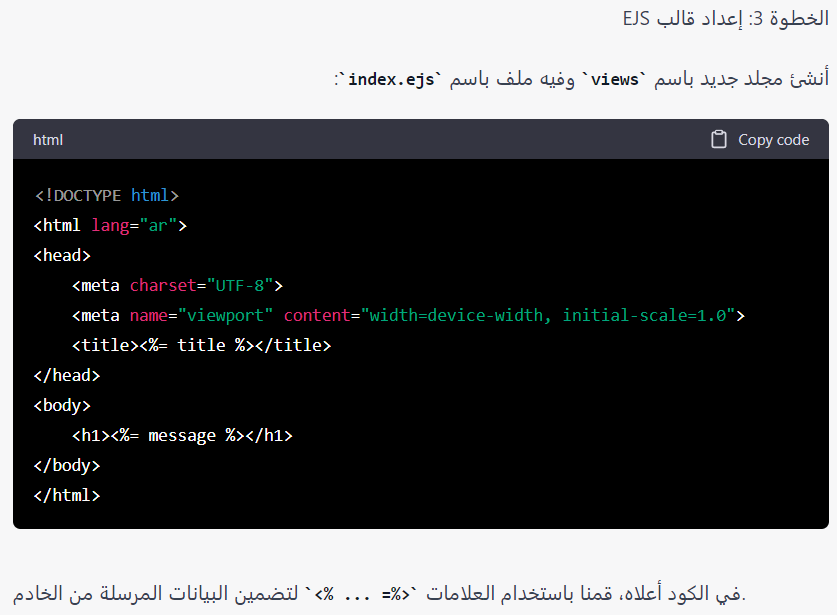 الخطوة 3: إعداد قالب EJS
أنشئ مجلد جديد باسم `views` وفيه ملف باسم `index.ejs`:
html
Copy code
<!DOCTYPE html>
<html lang="ar">
<head>
    <meta charset="UTF-8">
    <meta name="viewport" content="width=device-width, initial-scale=1.0">
    <title><%= title %></title>
</head>
<body>
    <h1><%= message %></h1>
</body>
</html>
في الكود أعلاه، قمنا باستخدام العلامات `<%= ... %>` لتضمين البيانات المرسلة من الخادم.